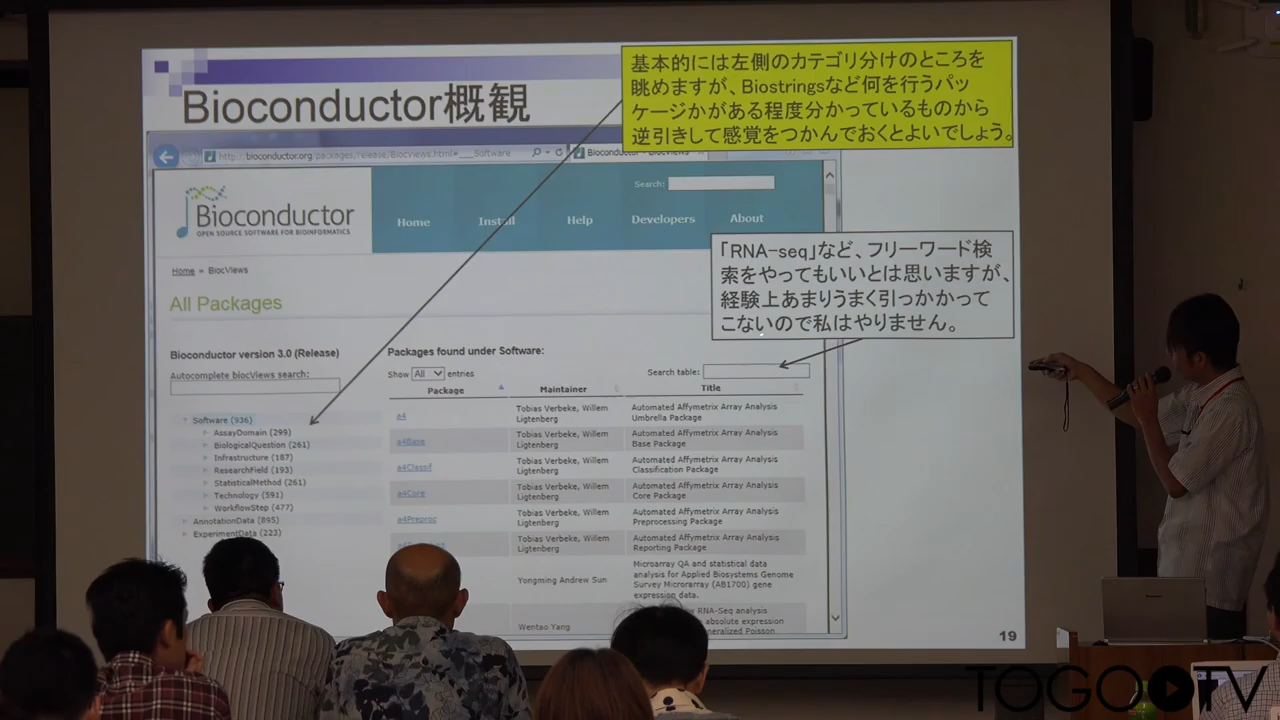 Bioconductor概観
基本的には左側のカテゴリ分けのところを
眺めますが、Biostringsなど何を行うパッ
ケージかがある程度分かっているものから
逆引きして感覚をつかんでおくとよいでしょう。
http://bioconductor.org/packages/release/BiocViews.html#___Software
Bioconductor
OPEN SOURCE SOFTWARE FOR BIOINFORMATICS
Search:
Home Install Help Developers About
「RNA-seq」など、フリーワード検
索をやってもいいとは思いますが、
経験上あまりうまく引っかかって
こないので私はやりません。
Home » BiocViews
All Packages
Bioconductor version 3.0 (Release)
Autocomplete biocViews search:
Software (936)
AssayDomain (299)
BiologicalQuestion (261)
Infrastructure (187)
ResearchField (193)
StatisticalMethod (261)
Technology (591)
WorkflowStep (477)
AnnotationData (895)
ExperimentData (223)
Packages found under Software:
Show All entries
Search table:
Package Maintainer Title
a4
Tobias Verbeke, Willem
Ligtenberg
Automated Affymetrix Array Analysis
Umbrella Package
a4Base
Tobias Verbeke, Willem
Ligtenberg
Automated Affymetrix Array Analysis
Base Package
a4Classif
Tobias Verbeke, Willem
Ligtenberg
Automated Affymetrix Array Analysis
Classification Package
a4Core
Tobias Verbeke, Willem
Ligtenberg
Automated Affymetrix Array Analysis
Core Package
a4Preproc
Tobias Verbeke, Willem
Ligtenberg
Automated Affymetrix Array Analysis
Preprocessing Package
Tobias Verbeke, Willem
Ligtenberg
Automated Affymetrix Array Analysis
Reporting Package
Yongming Andrew Sun
Microarray QA and statistical data
analysis for Applied Biosystems Genome
Survey Microrarray (AB1700) gene
expression data.
Wentao Yang
RNA-Seq analysis
absolute expression
Poisson
19
TOGOTV